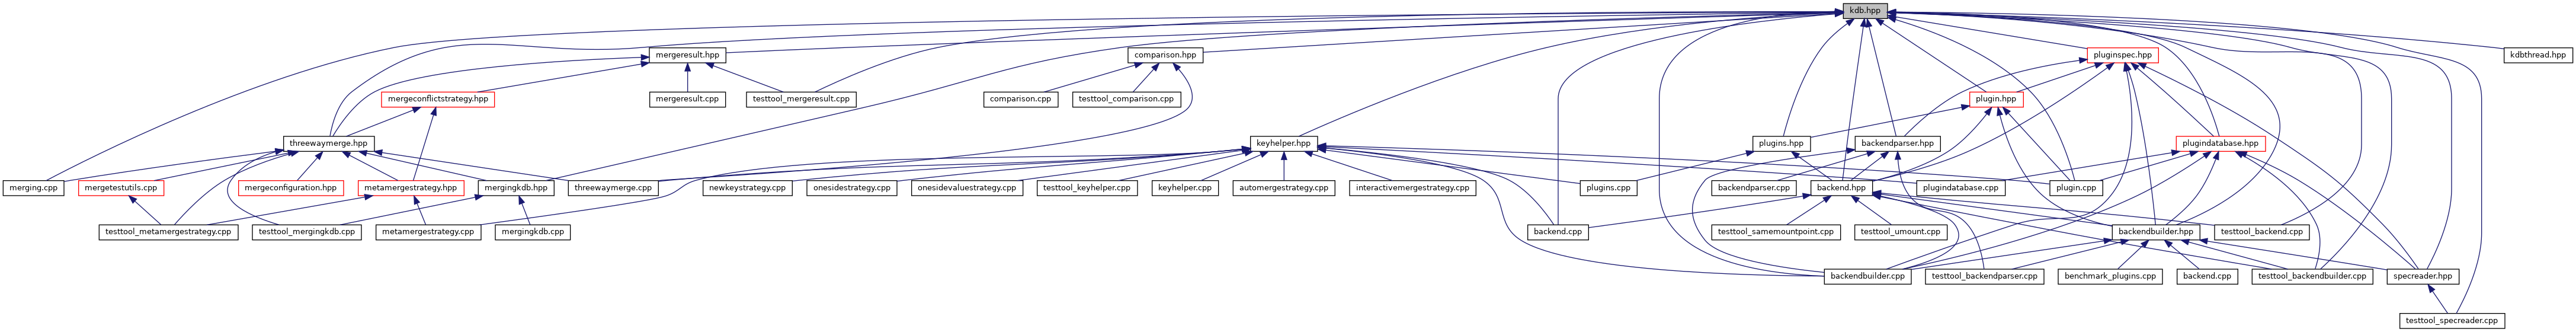 kdb.hpp
mergeresult.hpp
comparison.hpp
pluginspec.hpp
kdbthread.hpp
mergeconflictstrategy.hpp
mergeresult.cpp
testtool_mergeresult.cpp
comparison.cpp
testtool_comparison.cpp
plugin.hpp
threewaymerge.hpp
keyhelper.hpp
plugins.hpp
backendparser.hpp
plugindatabase.hpp
merging.cpp
mergetestutils.cpp
mergeconfiguration.hpp
metamergestrategy.hpp
mergingkdb.hpp
threewaymerge.cpp
newkeystrategy.cpp
onesidestrategy.cpp
onesidevaluestrategy.cpp
testtool_keyhelper.cpp
keyhelper.cpp
automergestrategy.cpp
interactivemergestrategy.cpp
plugins.cpp
backendparser.cpp
backend.hpp
plugindatabase.cpp
plugin.cpp
testtool_metamergestrategy.cpp
testtool_mergingkdb.cpp
metamergestrategy.cpp
mergingkdb.cpp
backend.cpp
testtool_samemountpoint.cpp
testtool_umount.cpp
backendbuilder.hpp
testtool_backend.cpp
backendbuilder.cpp
testtool_backendparser.cpp
benchmark_plugins.cpp
backend.cpp
testtool_backendbuilder.cpp
specreader.hpp
testtool_specreader.cpp